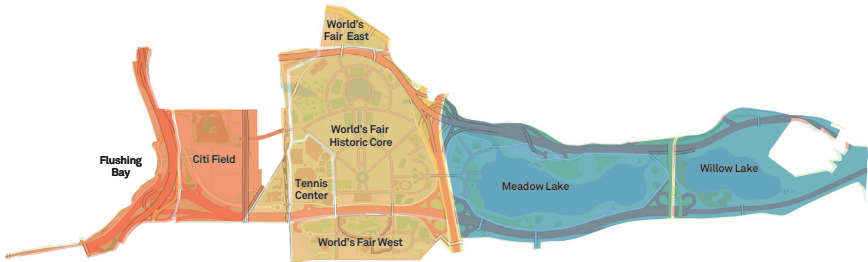 World's
Fair East
Flushing
Bay
Citi Field
World's Fair
Historic Core
Tennis
Center
World's Fair West
Meadow Lake
Willow Lake